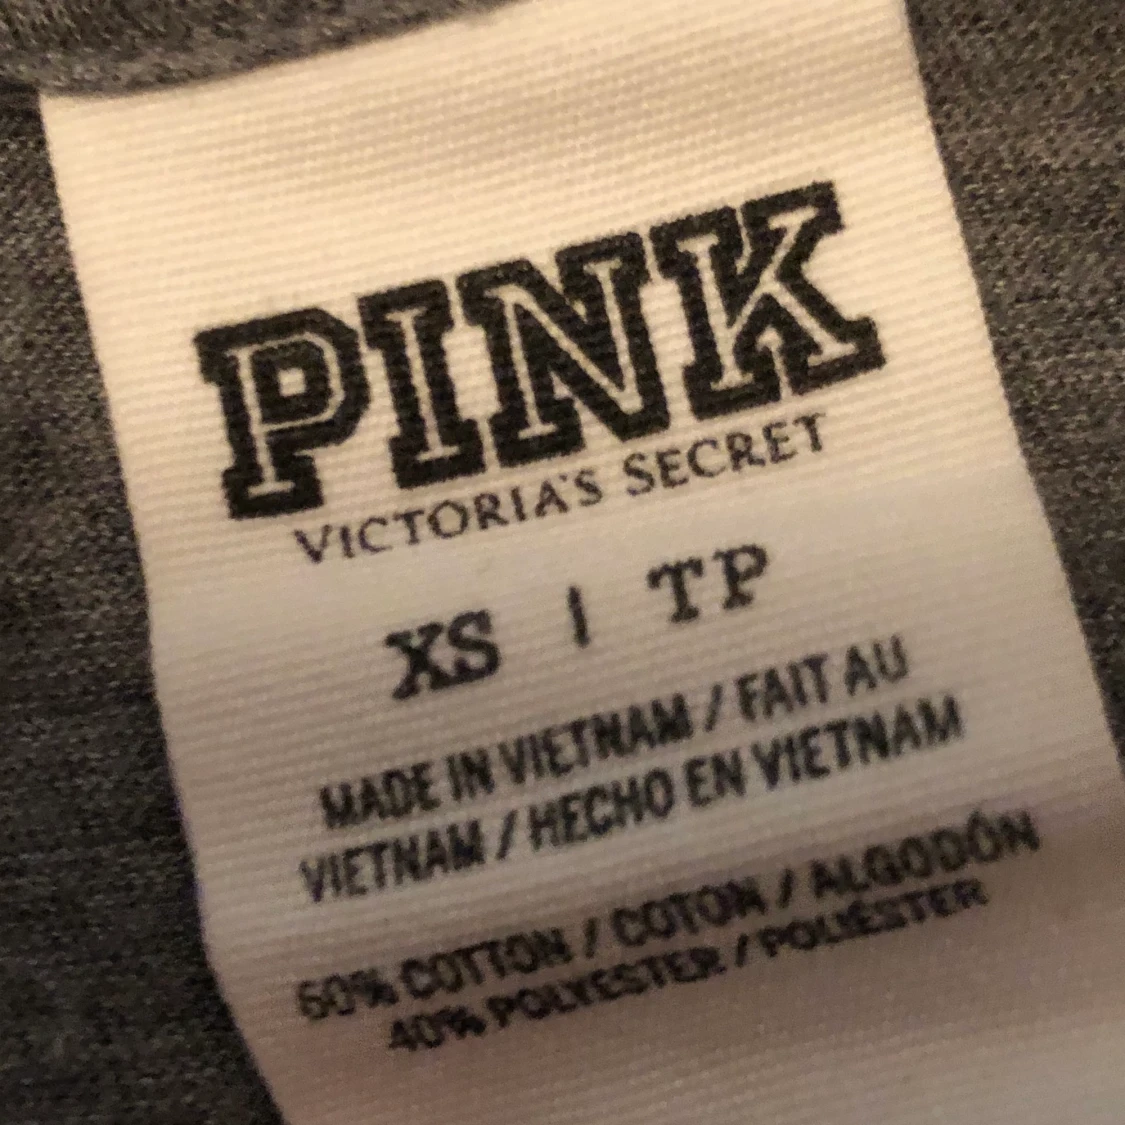 PINK
VICTORIA'S SECRET
XS | TP
MADE IN VIETNAM / FAIT AU
VIETNAM / HECHO EN VIETNAM
60% COTTON / COTON / ALGODÓN
40% POLYESTER / POLIÉSTER